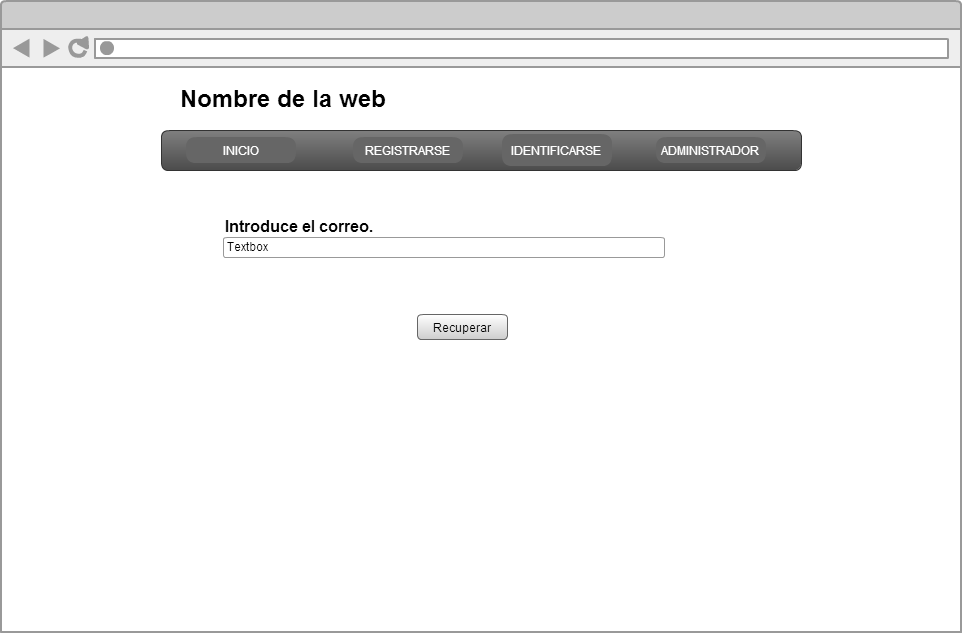 Nombre de la web
INICIO REGISTRARSE IDENTIFICARSE ADMINISTRADOR
Introduce el correo.
Textbox
Recuperar